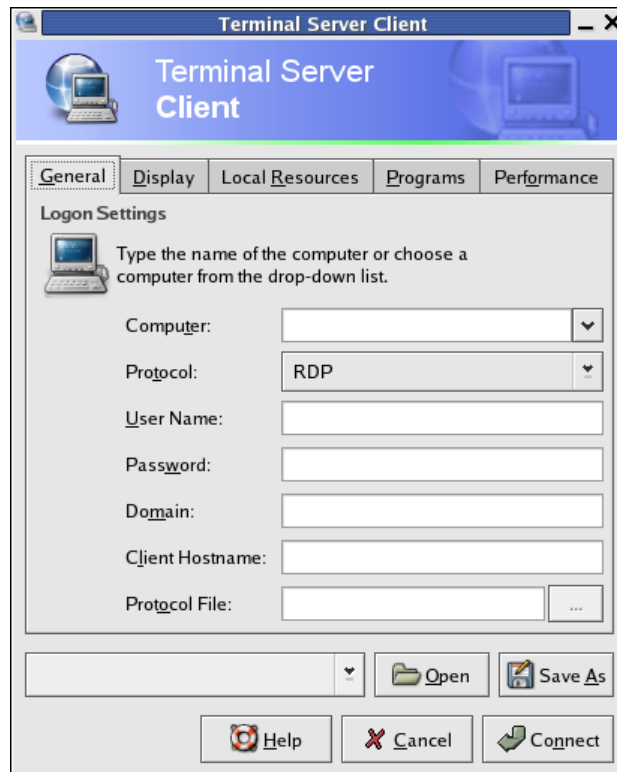 Terminal Server Client
Terminal Server
Client
General
Display
Local Resources
Programs
Performance
Logon Settings
Type the name of the computer or choose a
computer from the drop-down list.
Computer:
Protocol:
RDP
User Name:
Password:
Domain:
Client Hostname:
Protocol File:
...
Open
Save As
Help
Cancel
Connect